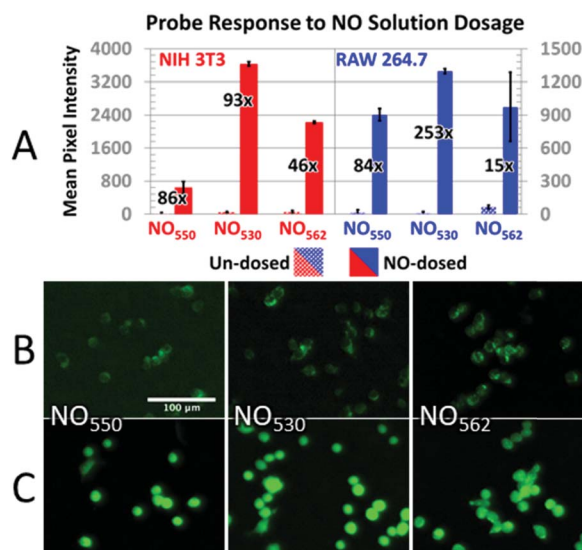 Probe Response to NO Solution Dosage
A
Mean Pixel Intensity
4000
3200
2400
1600
800
0
NIH 3T3
RAW 264.7
86x
93x
46x
84x
253x
15x
1500
1200
900
600
300
0
NO₅₅₀ NO₅₃₀ NO₅₆₂ NO₅₅₀ NO₅₃₀ NO₅₆₂
Un-dosed NO-dosed
B
100 μm
NO₅₅₀ NO₅₃₀ NO₅₆₂
C